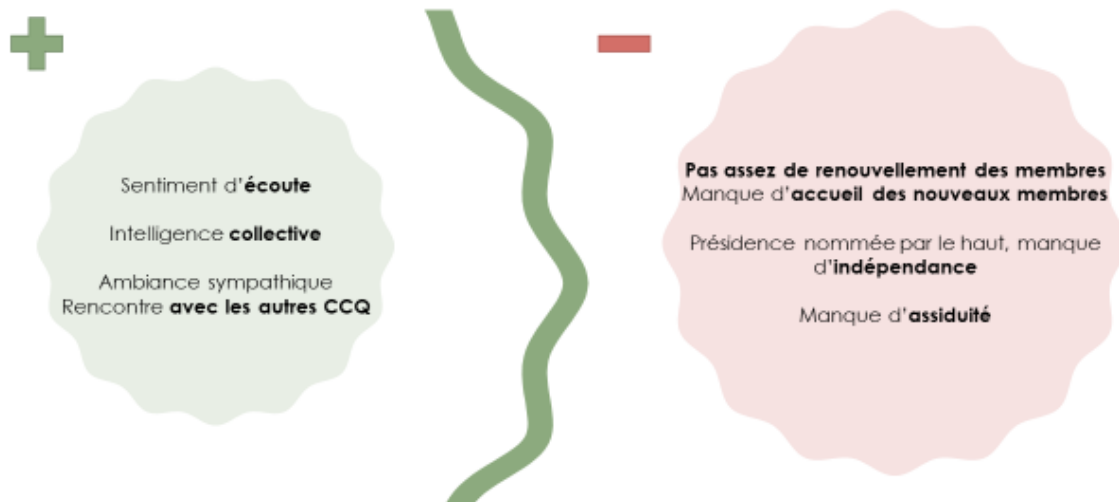 Sentiment d'écoute
Intelligence collective
Ambiance sympathique
Rencontre avec les autres CCQ
Pas assez de renouvellement des membres
Manque d'accueil des nouveaux membres
Présidence nommée par le haut, manque
d'indépendance
Manque d'assiduité